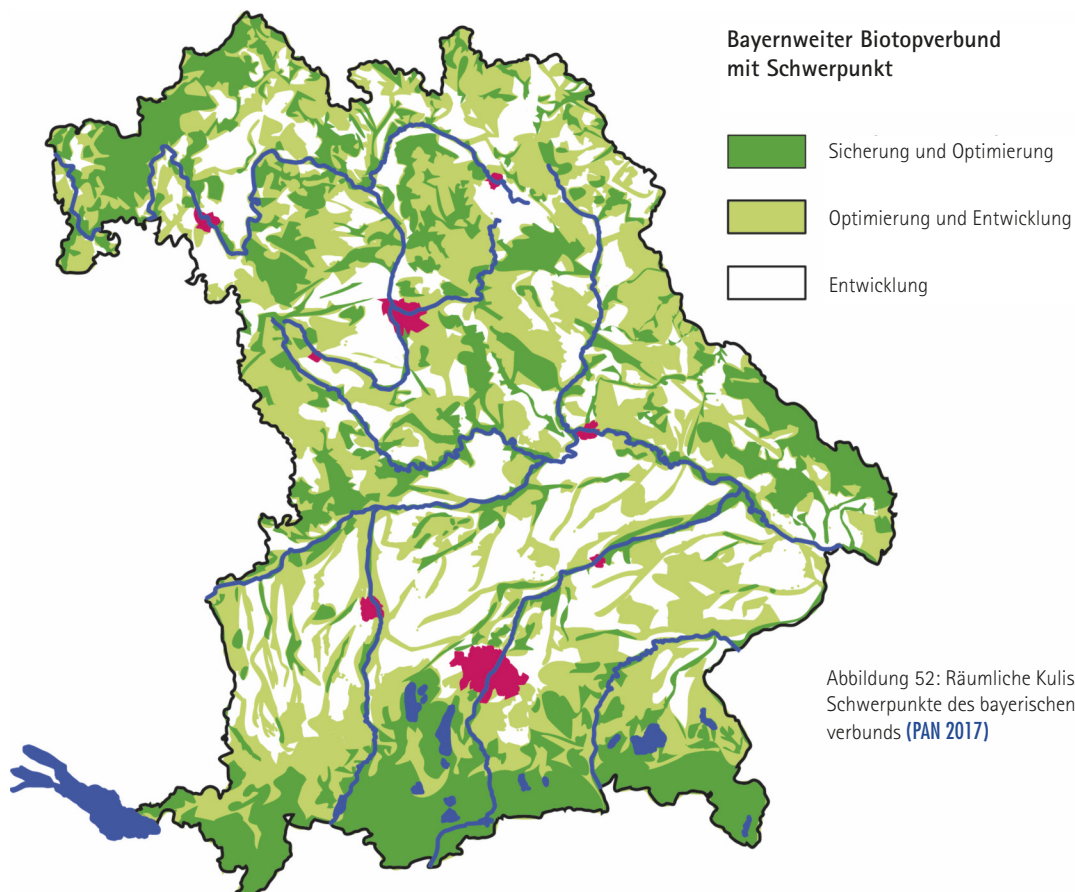 Bayernweiter Biotopverbund
mit Schwerpunkt
Sicherung und Optimierung
Optimierung und Entwicklung
Entwicklung
Abbildung 52: Räumliche Kulis
Schwerpunkte des bayerischen
verbunds (PAN 2017)